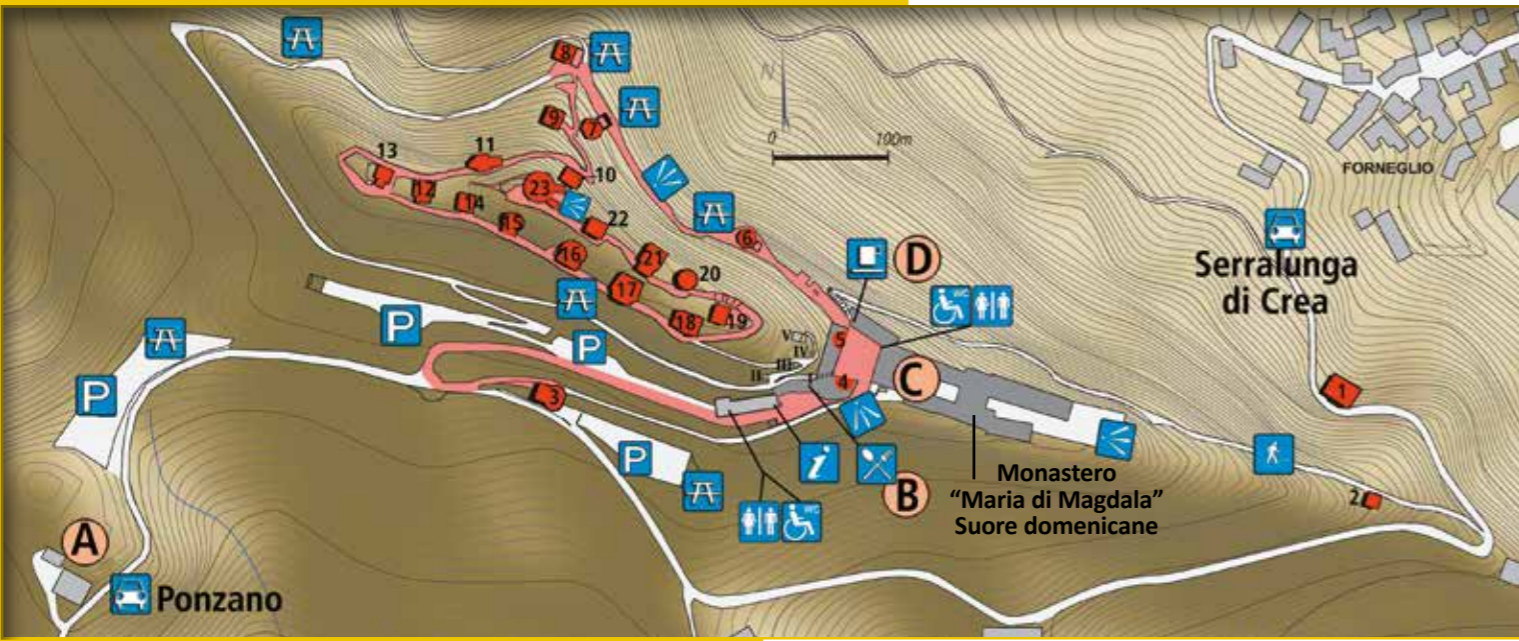 8
9
7
N
0 100m
13
11
12
10
23
14
22
15
16
21
20
17
18
19
6
D
WC
5
V
IV
III
II
I
4
C
FORNEGLIO
Serralunga
di Crea
1
2
P
P
P
3
P
i
B
WC
Monastero
“Maria di Magdala”
Suore domenicane
A
Ponzano